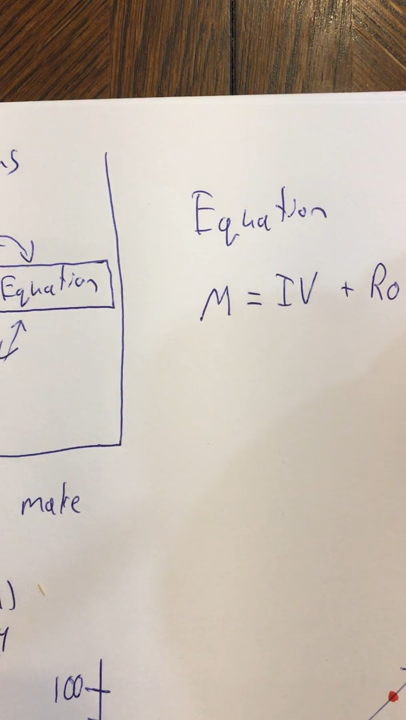 Equation
M = IV + Ro
Equation
make
100